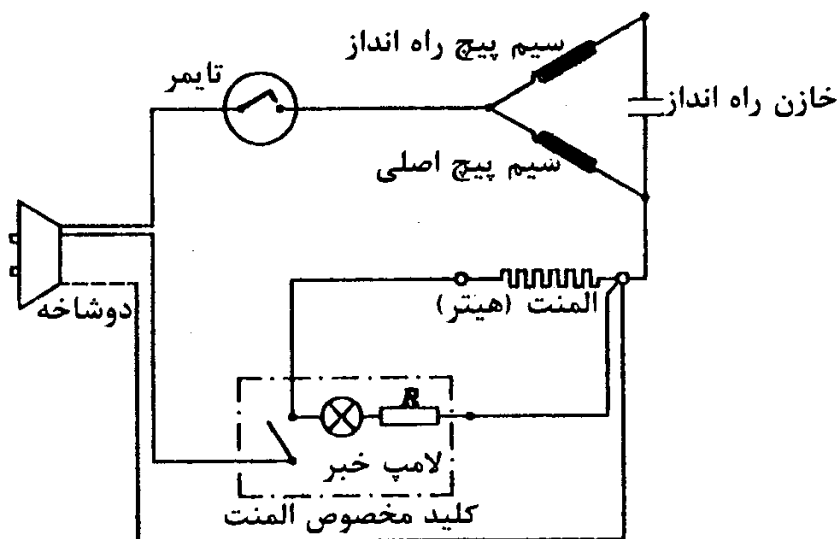 سیم پیچ راه انداز
تایمر
خازن راه انداز
سیم پیچ اصلی
المنت (هیتر)
دوشاخه
R
لامپ خبر
کلید مخصوص المنت